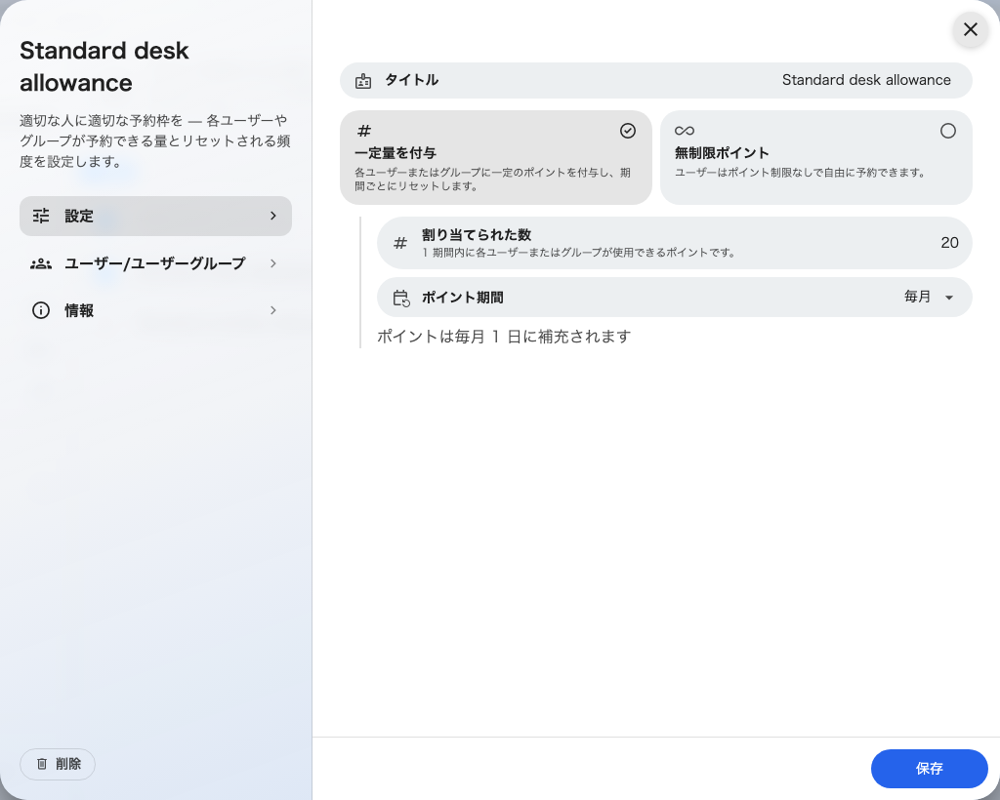 Standard desk
allowance
適切な人に適切な予約枠を — 各ユーザーや
グループが予約できる量とリセットされる頻
度を設定します。
設定
ユーザー/ユーザーグループ
情報
削除
タイトル
Standard desk allowance
一定量を付与
各ユーザーまたはグループに一定のポイントを付与し、期
間ごとにリセットします。
無制限ポイント
ユーザーはポイント制限なしで自由に予約できます。
割り当てられた数
1 期間内に各ユーザーまたはグループが使用できるポイントです。
20
ポイント期間
毎月
ポイントは毎月 1 日に補充されます
保存